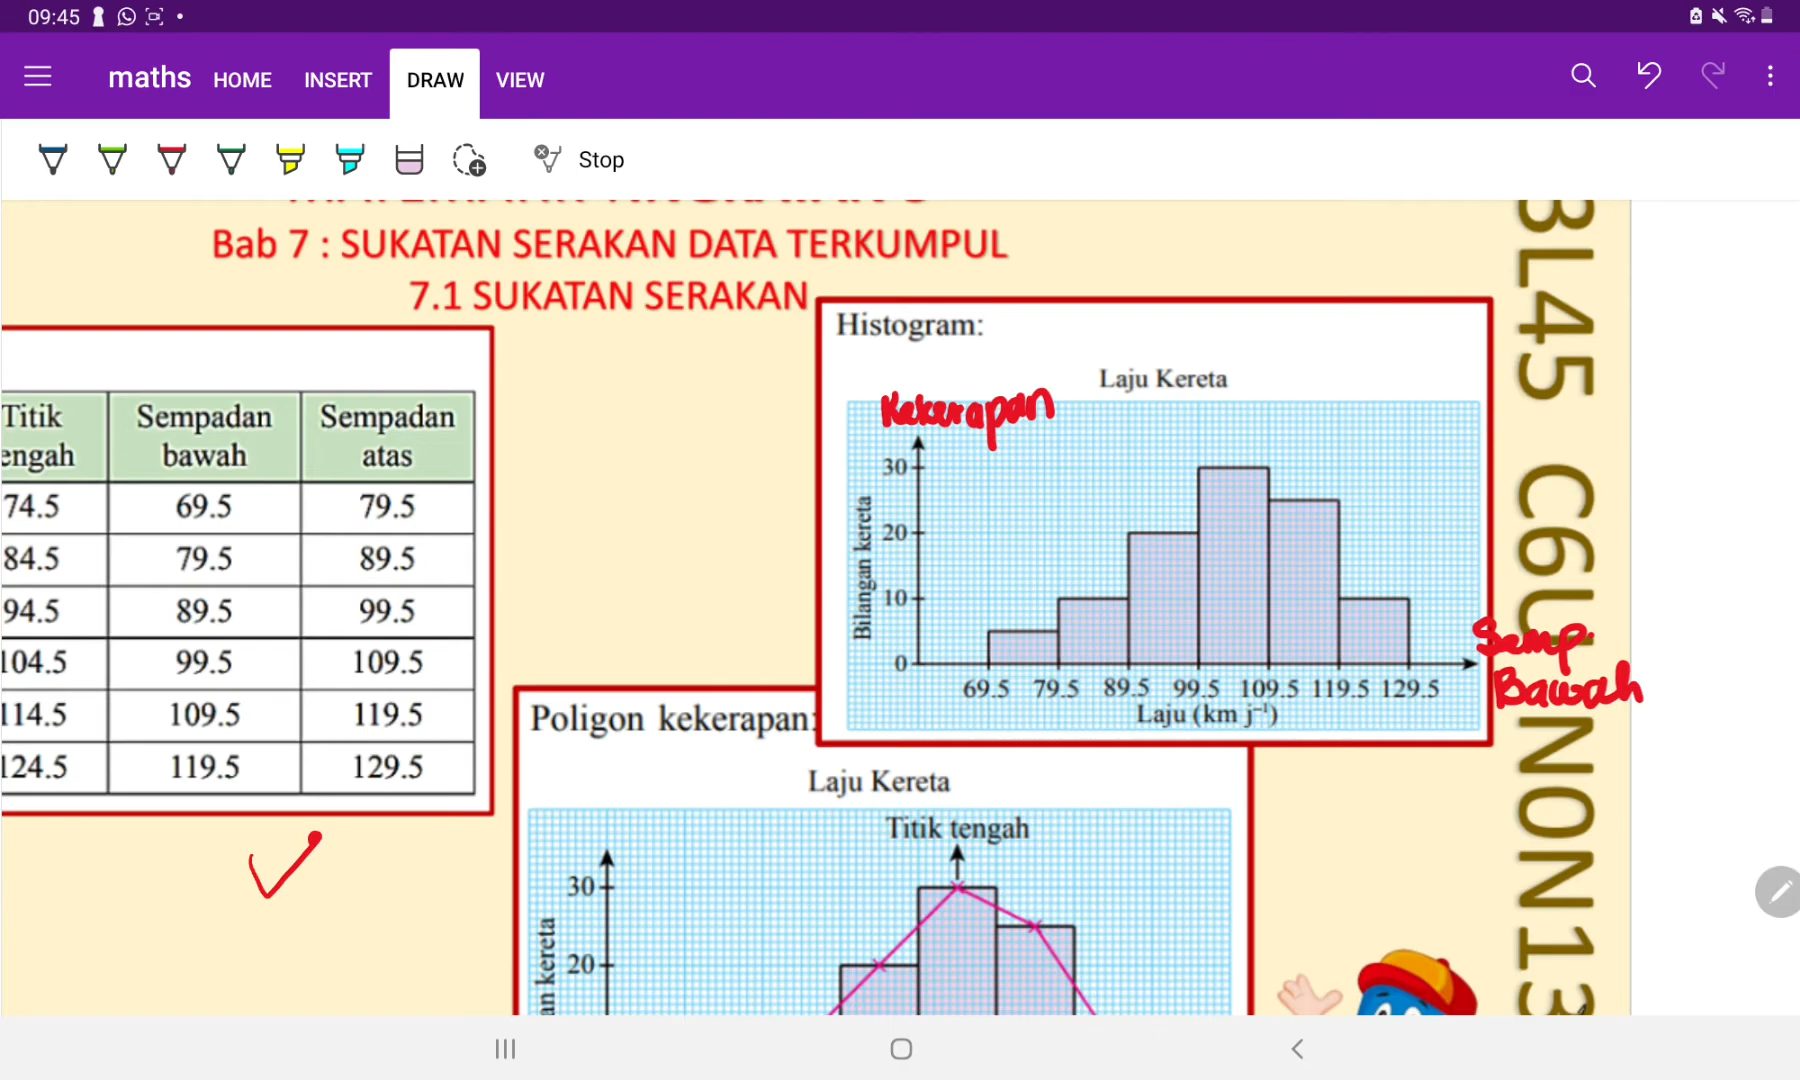 09:45
maths HOME INSERT DRAW VIEW
Stop
Bab 7 : SUKATAN SERAKAN DATA TERKUMPUL
7.1 SUKATAN SERAKAN
Titik engah Sempadan bawah Sempadan atas
74.5 69.5 79.5
84.5 79.5 89.5
94.5 89.5 99.5
104.5 99.5 109.5
114.5 109.5 119.5
124.5 119.5 129.5
Histogram:
Laju Kereta
Kekerapan
Bilangan kereta
30
20
10
0
69.5 79.5 89.5 99.5 109.5 119.5 129.5
Laju (km j⁻¹)
Semp.
Bawah
Poligon kekerapan:
Laju Kereta
Titik tengah
30
20
an kereta